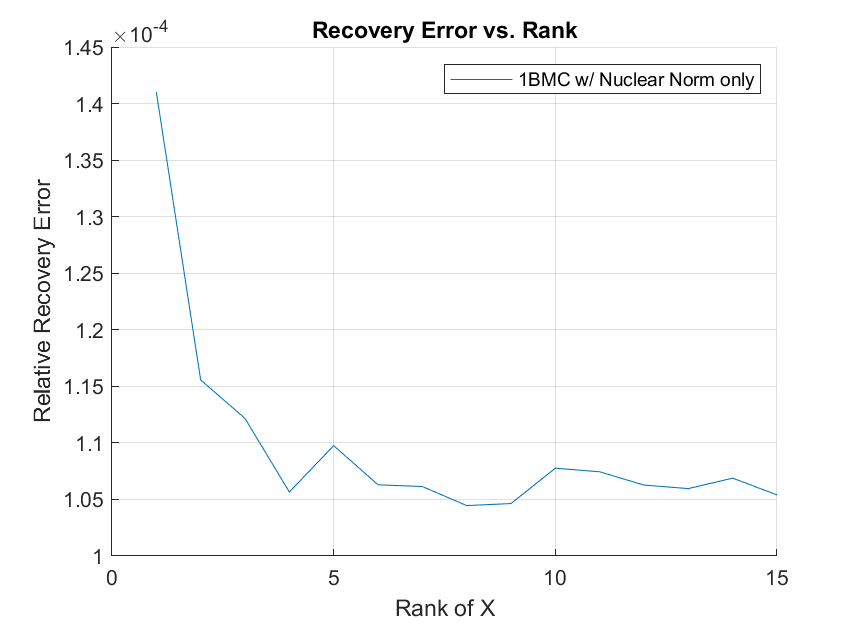 Recovery Error vs. Rank
×10-4
1BMC w/ Nuclear Norm only
1.45
1.4
1.35
1.3
1.25
1.2
1.15
1.1
1.05
1
Relative Recovery Error
0 5 10 15
Rank of X